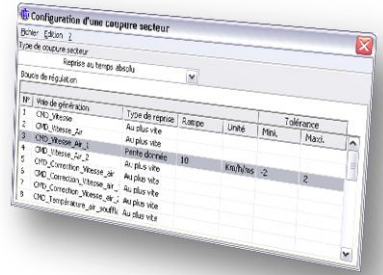 Configuration d'une coupure secteur
Fichier Edition ?
Type de coupure secteur
Reprise au temps absolu
Boucle de régulation
N° Voie de génération Type de reprise Rampe Unité Tolérance
Mini. Maxi.
1 CMD_Vitesse Au plus vite
2 CMD_Vitesse_Air Au plus vite
3 CMD_Vitesse_Air_1 Pente donnée 10 Km/h/ms -2 2
4 CMD_Vitesse_Air_2 Au plus vite
5 CMD_Correction_Vitesse_air Au plus vite
6 CMD_Correction_Vitesse_air_ Au plus vite
7 CMD_Correction_Vitesse_air_ Au plus vite
8 CMD_Température_air_souffl Au plus vite